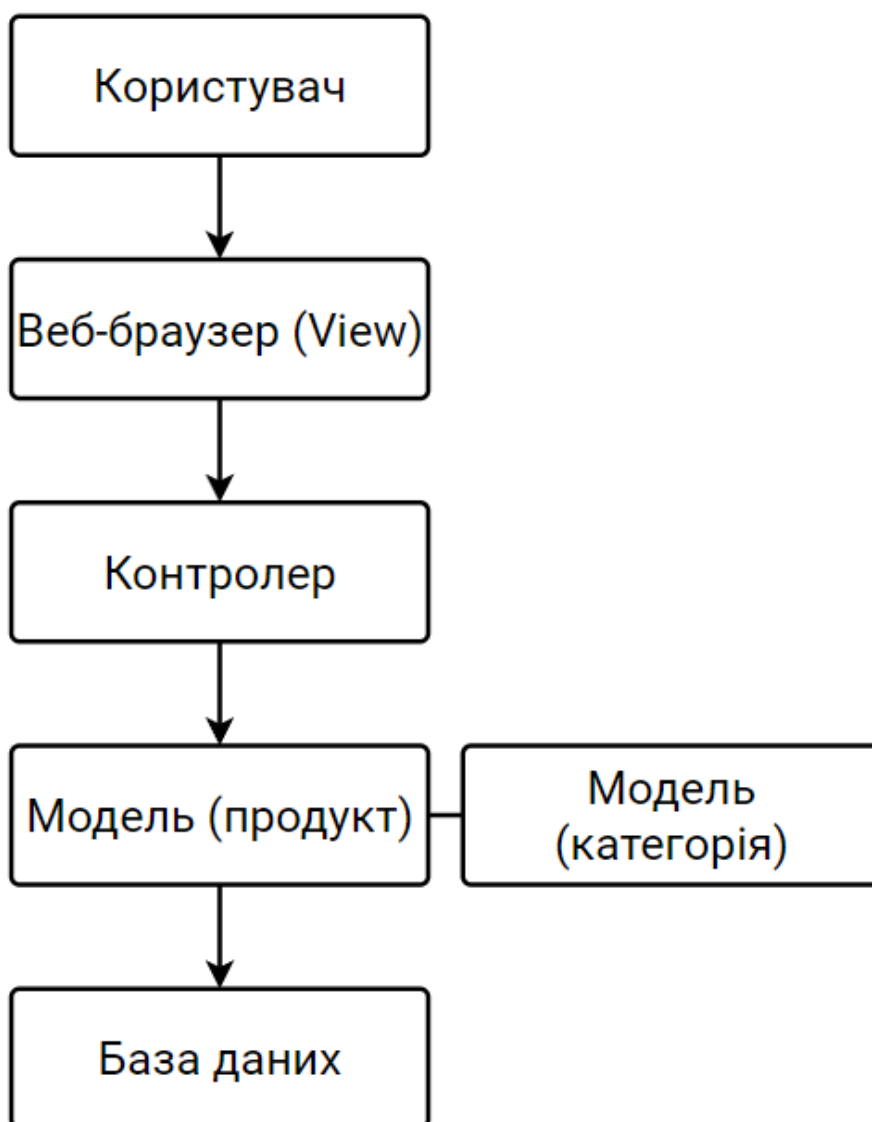 Користувач
Веб-браузер (View)
Контролер
Модель (продукт)
Модель
(категорія)
База даних